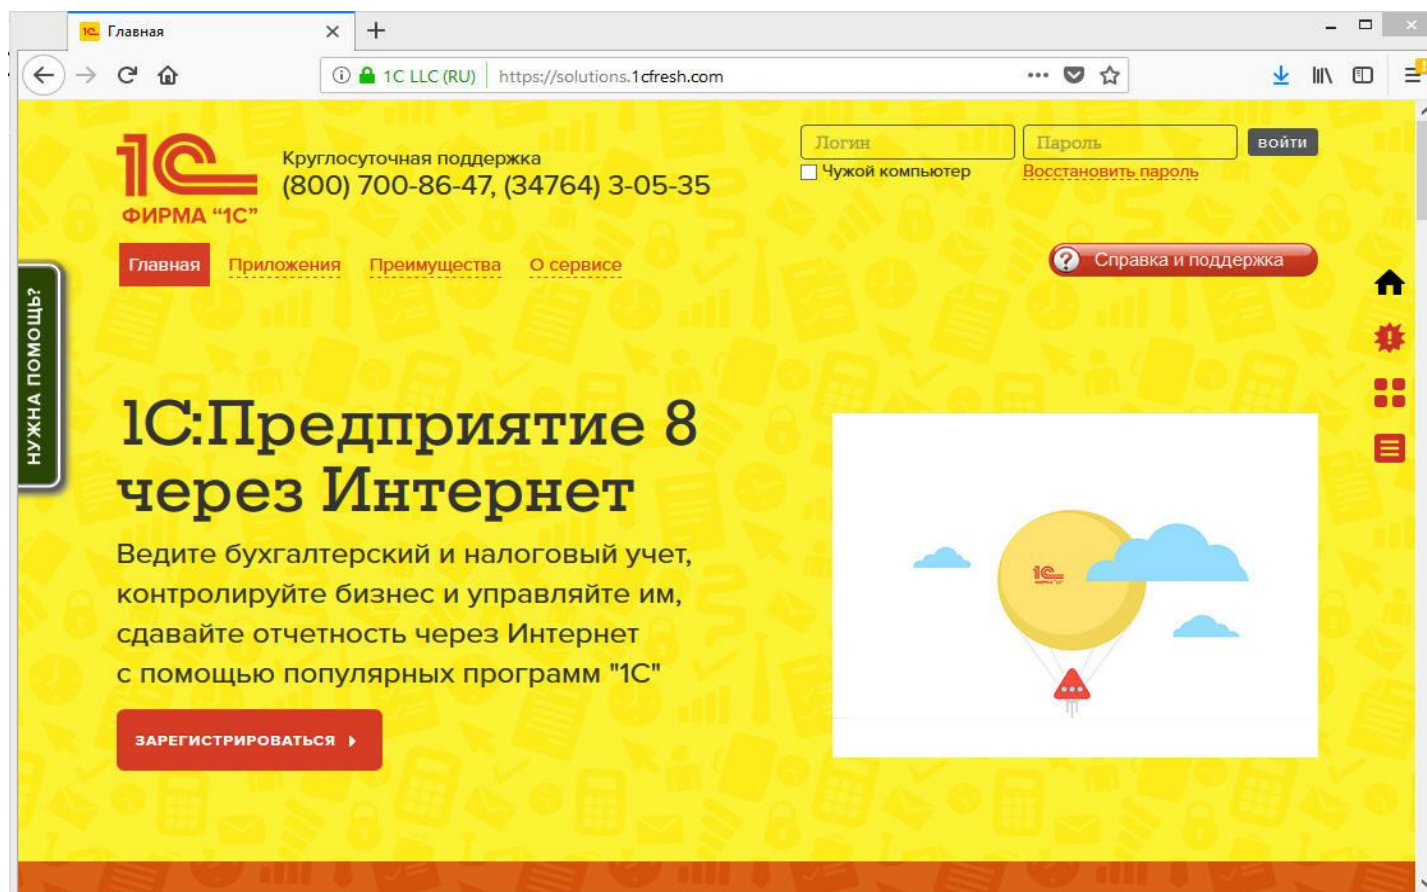 1С Главная
1C LLC (RU) https://solutions.1cfresh.com
1С
ФИРМА "1С"
Круглосуточная поддержка
(800) 700-86-47, (34764) 3-05-35
Логин
Пароль
ВОЙТИ
Чужой компьютер
Восстановить пароль
Главная Приложения Преимущества О сервисе
Справка и поддержка
НУЖНА ПОМОЩЬ?
1С:Предприятие 8
через Интернет
Ведите бухгалтерский и налоговый учет,
контролируйте бизнес и управляйте им,
сдавайте отчетность через Интернет
с помощью популярных программ "1С"
ЗАРЕГИСТРИРОВАТЬСЯ
1С